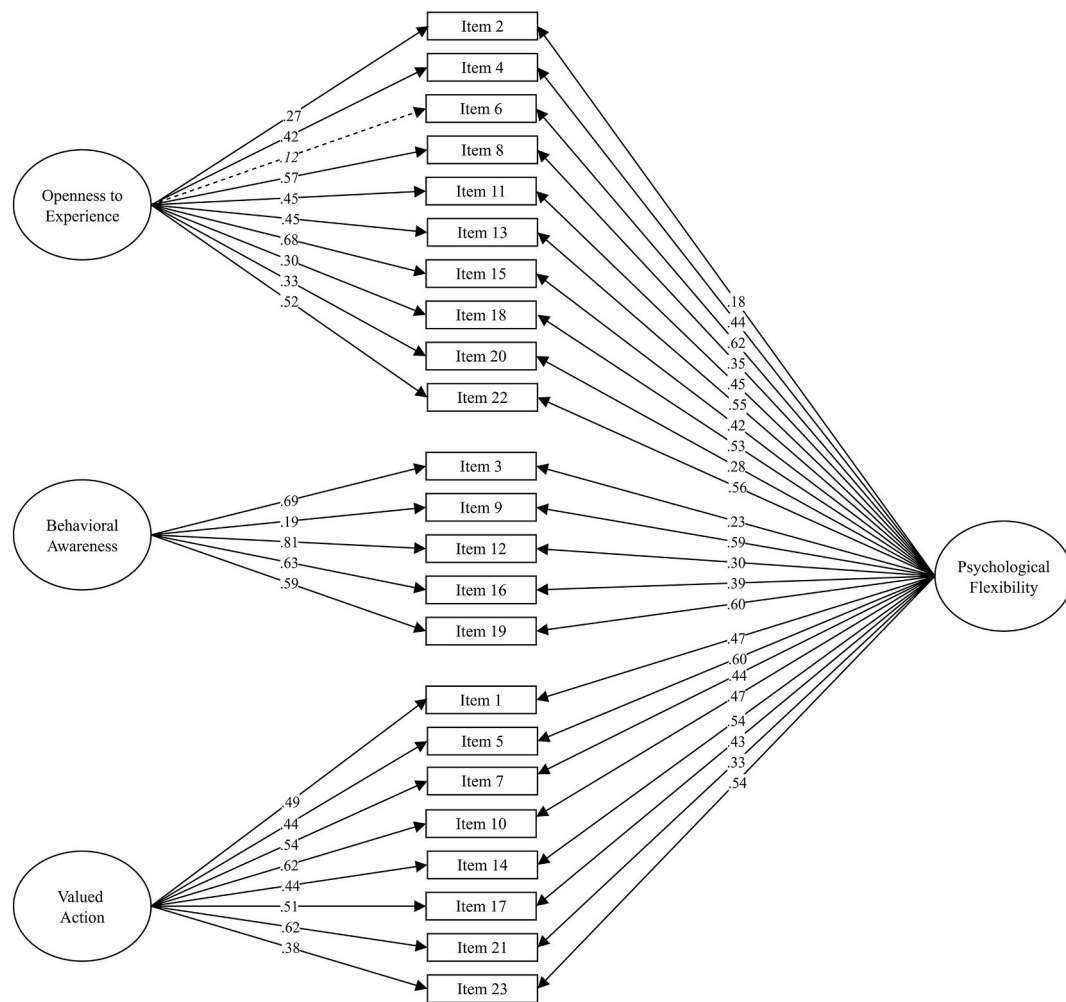 Item 2
Item 4
Item 6
Item 8
Item 11
Item 13
Item 15
Item 18
Item 20
Item 22
Openness to
Experience
.27
.42
.12
.57
.45
.45
.68
.30
.33
.52
.18
.44
.62
.35
.45
.55
.42
.53
.28
.56
Item 3
Item 9
Item 12
Item 16
Item 19
Behavioral
Awareness
.69
.19
.81
.63
.59
.23
.59
.30
.39
.60
Psychological
Flexibility
Item 1
Item 5
Item 7
Item 10
Item 14
Item 17
Item 21
Item 23
Valued
Action
.49
.44
.54
.62
.44
.51
.62
.38
.47
.60
.44
.47
.54
.43
.33
.54